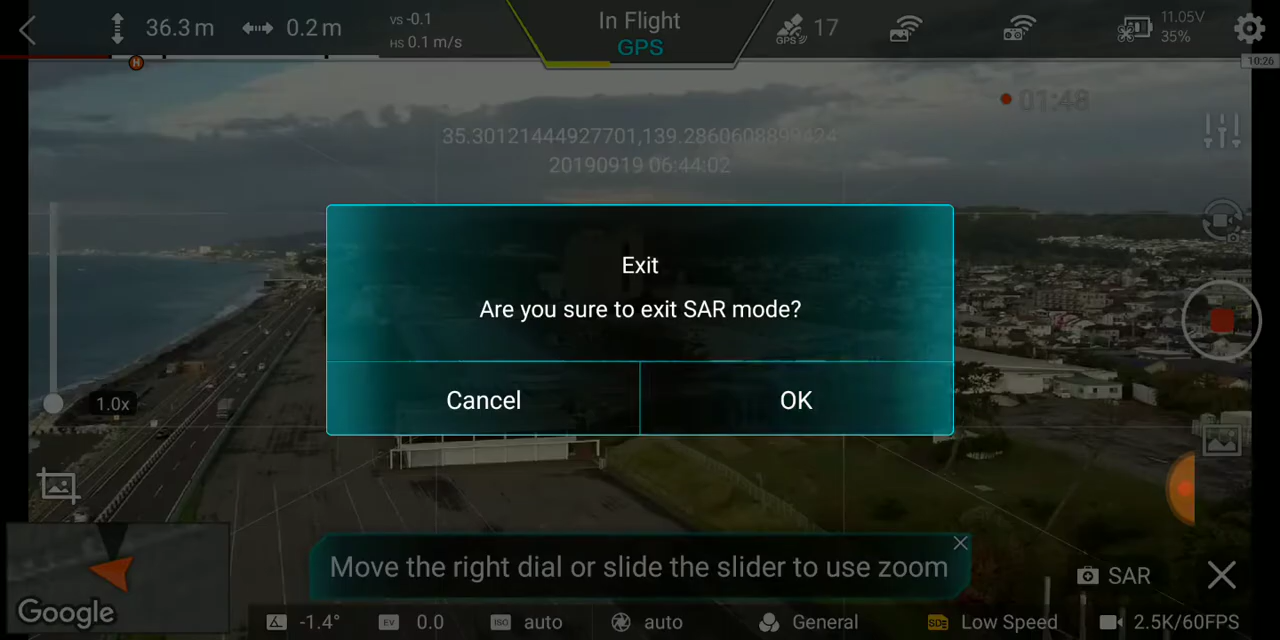 36.3 m
0.2 m
VS -0.1
HS 0.1 m/s
In Flight
GPS
GPS
17
11.05V
35%
H
10:26
01:48
35.30121444927701,139.2860608899424
20190919 06:44:02
Exit
Are you sure to exit SAR mode?
1.0x
Cancel
OK
Move the right dial or slide the slider to use zoom
SAR
Google
-1.4°
EV
0.0
ISO
auto
auto
General
SD
Low Speed
2.5K/60FPS